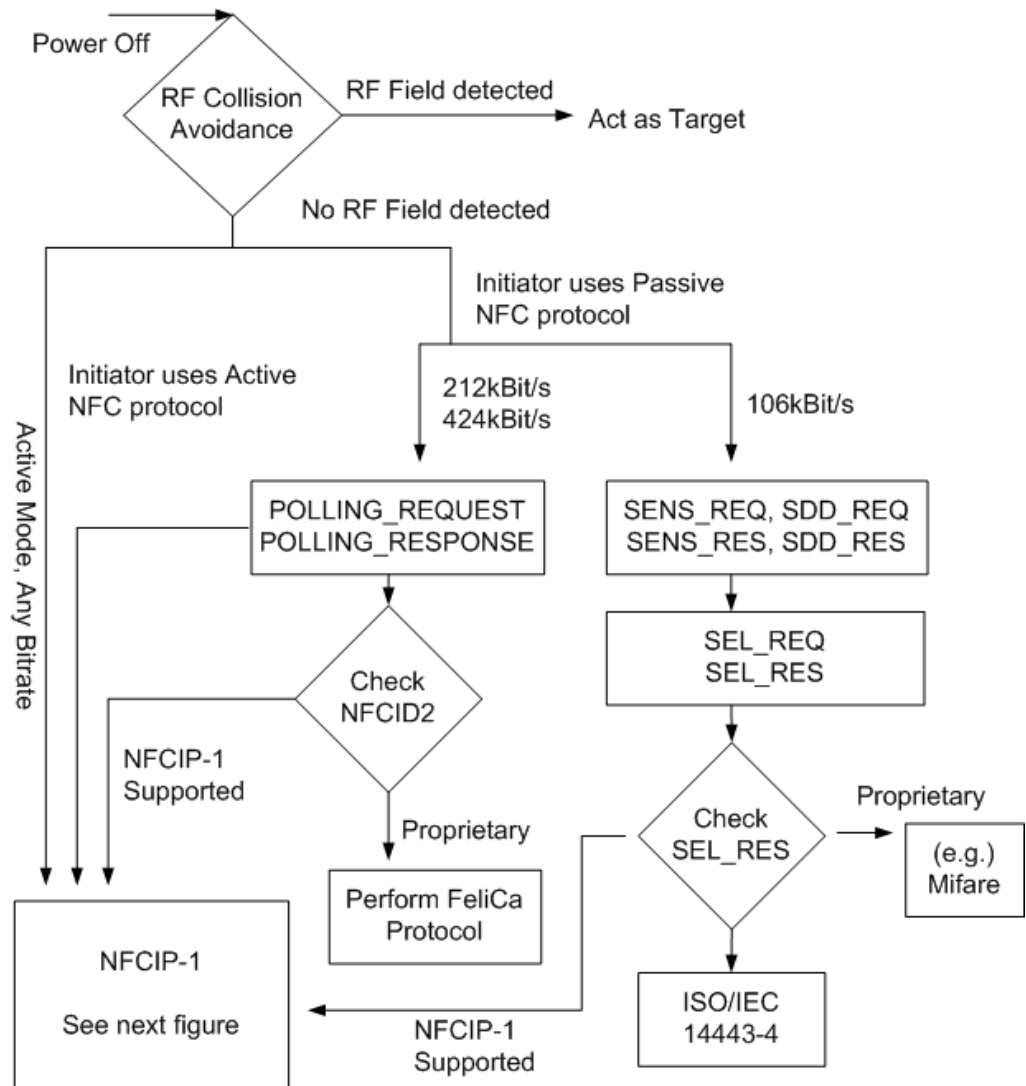 Power Off
RF Collision
Avoidance
RF Field detected
Act as Target
No RF Field detected
Initiator uses Passive
NFC protocol
Initiator uses Active
NFC protocol
212kBit/s
424kBit/s
106kBit/s
Active Mode, Any Bitrate
POLLING_REQUEST
POLLING_RESPONSE
SENS_REQ, SDD_REQ
SENS_RES, SDD_RES
SEL_REQ
SEL_RES
Check
NFCID2
NFCIP-1
Supported
Proprietary
Check
SEL_RES
Proprietary
(e.g.)
Mifare
Perform FeliCa
Protocol
NFCIP-1
See next figure
NFCIP-1
Supported
ISO/IEC
14443-4